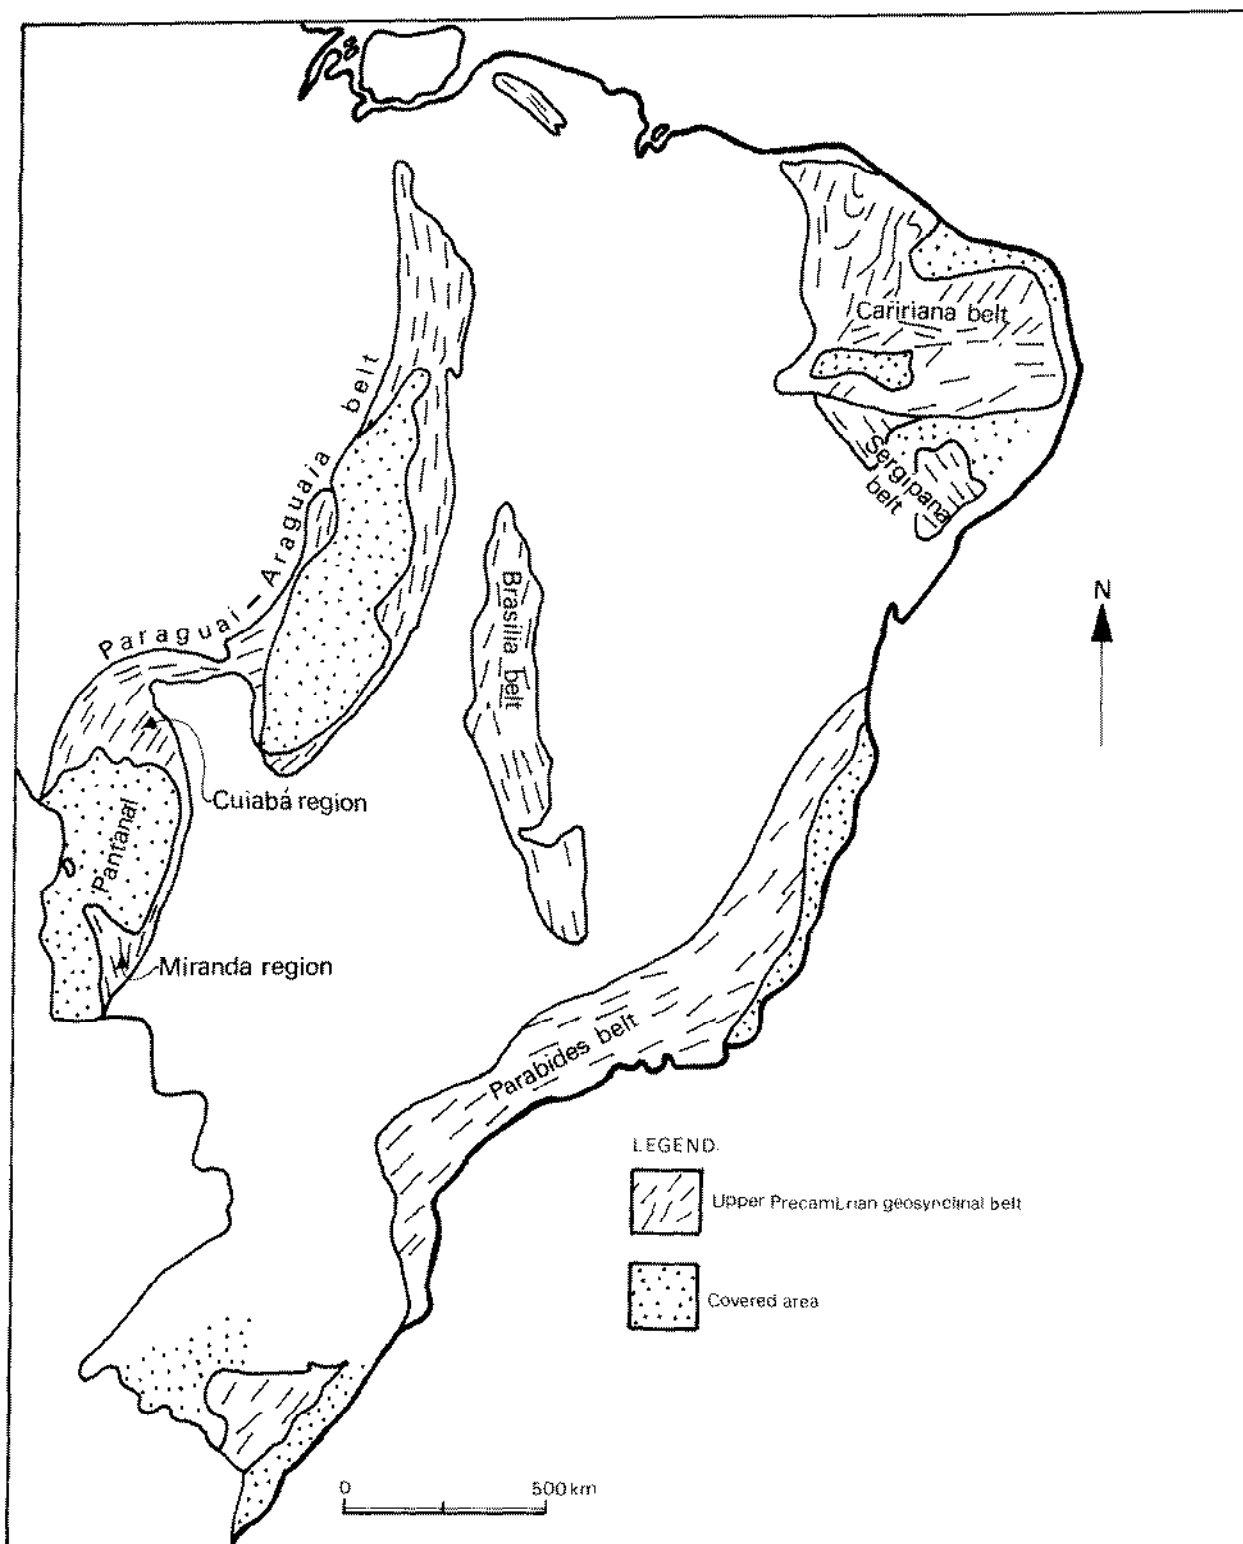 Caririana belt
Paraguai – Araguaia belt
Sergipana
belt
Brasília belt
N
Cuiabá region
Pantanal
Miranda region
Parabides belt
LEGEND.
Upper Precambrian geosynclinal belt
Covered area
0 500 km